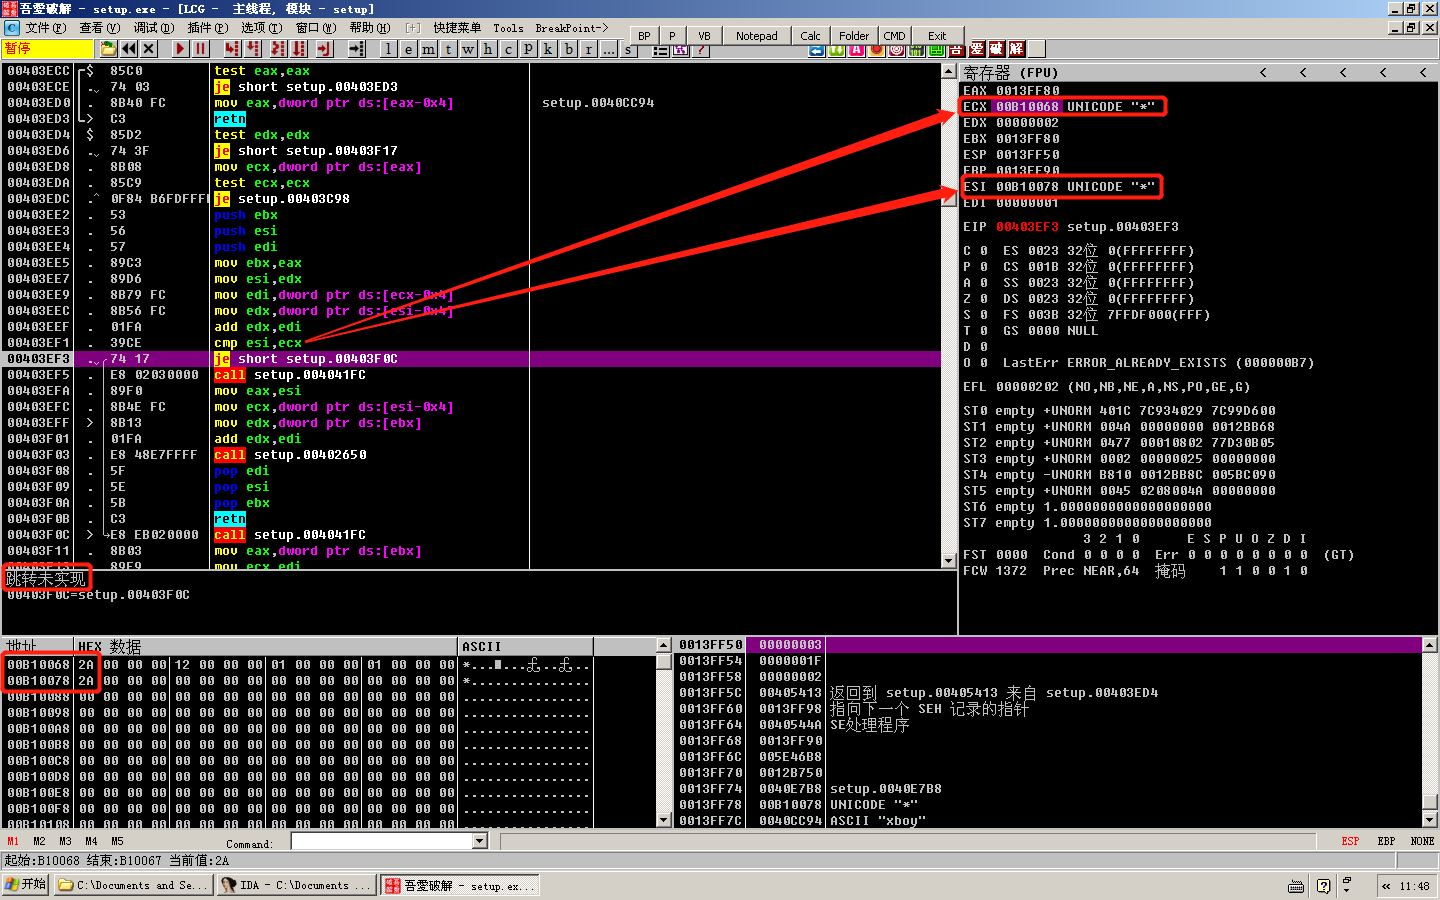 吾爱破解 - setup.exe - [LCG - 主线程, 模块 - setup]
文件(F) 查看(V) 调试(D) 插件(P) 选项(T) 窗口(W) 帮助(H) [+] 快捷菜单 Tools BreakPoint->
BP P VB Notepad Calc Folder CMD Exit
暂停 l e m t w h c p k b r ... s
吾 愛 破 解
00403ECC $ 85C0 test eax,eax
00403ECE . 74 03 je short setup.00403ED3
00403ED0 . 8B40 FC mov eax,dword ptr ds:[eax-0x4] setup.0040CC94
00403ED3 > C3 retn
00403ED4 $ 85D2 test edx,edx
00403ED6 . 74 3F je short setup.00403F17
00403ED8 . 8B08 mov ecx,dword ptr ds:[eax]
00403EDA . 85C9 test ecx,ecx
00403EDC .^ 0F84 B6FDFFFF je setup.00403C98
00403EE2 . 53 push ebx
00403EE3 . 56 push esi
00403EE4 . 57 push edi
00403EE5 . 89C3 mov ebx,eax
00403EE7 . 89D6 mov esi,edx
00403EE9 . 8B79 FC mov edi,dword ptr ds:[ecx-0x4]
00403EEC . 8B56 FC mov edx,dword ptr ds:[esi-0x4]
00403EEF . 01FA add edx,edi
00403EF1 . 39CE cmp esi,ecx
00403EF3 . 74 17 je short setup.00403F0C
00403EF5 . E8 02030000 call setup.004041FC
00403EFA . 89F0 mov eax,esi
00403EFC . 8B4E FC mov ecx,dword ptr ds:[esi-0x4]
00403EFF > 8B13 mov edx,dword ptr ds:[ebx]
00403F01 . 01FA add edx,edi
00403F03 . E8 48E7FFFF call setup.00402650
00403F08 . 5F pop edi
00403F09 . 5E pop esi
00403F0A . 5B pop ebx
00403F0B . C3 retn
00403F0C > E8 EB020000 call setup.004041FC
00403F11 . 8B03 mov eax,dword ptr ds:[ebx]
00403F13 . 89F9 mov ecx,edi
跳转未实现
00403F0C=setup.00403F0C
寄存器 (FPU) < < < < <
EAX 0013FF80
ECX 00B10068 UNICODE "*"
EDX 00000002
EBX 0013FF80
ESP 0013FF50
EBP 0013FF90
ESI 00B10078 UNICODE "*"
EDI 00000001
EIP 00403EF3 setup.00403EF3
C 0 ES 0023 32位 0(FFFFFFFF)
P 0 CS 001B 32位 0(FFFFFFFF)
A 0 SS 0023 32位 0(FFFFFFFF)
Z 0 DS 0023 32位 0(FFFFFFFF)
S 0 FS 003B 32位 7FFDF000(FFF)
T 0 GS 0000 NULL
D 0
O 0 LastErr ERROR_ALREADY_EXISTS (000000B7)
EFL 00000202 (NO,NB,NE,A,NS,PO,GE,G)
ST0 empty +UNORM 401C 7C934029 7C99D600
ST1 empty +UNORM 004A 00000000 0012BB68
ST2 empty +UNORM 0477 00010802 77D30B05
ST3 empty +UNORM 0002 00000025 00000000
ST4 empty -UNORM B810 0012BB8C 005BC090
ST5 empty +UNORM 0045 0208004A 00000000
ST6 empty 1.0000000000000000000
ST7 empty 1.0000000000000000000
3 2 1 0 E S P U O Z D I
FST 0000 Cond 0 0 0 0 Err 0 0 0 0 0 0 0 0 (GT)
FCW 1372 Prec NEAR,64 掩码 1 1 0 0 1 0
地址 HEX 数据 ASCII
00B10068 2A 00 00 00 12 00 00 00 01 00 00 00 01 00 00 00
00B10078 2A 00 00 00 00 00 00 00 00 00 00 00 00 00 00 00 *...............
00B10088 00 00 00 00 00 00 00 00 00 00 00 00 00 00 00 00 ................
00B10098 00 00 00 00 00 00 00 00 00 00 00 00 00 00 00 00 ................
00B100A8 00 00 00 00 00 00 00 00 00 00 00 00 00 00 00 00 ................
00B100B8 00 00 00 00 00 00 00 00 00 00 00 00 00 00 00 00 ................
00B100C8 00 00 00 00 00 00 00 00 00 00 00 00 00 00 00 00 ................
00B100D8 00 00 00 00 00 00 00 00 00 00 00 00 00 00 00 00 ................
00B100E8 00 00 00 00 00 00 00 00 00 00 00 00 00 00 00 00 ................
00B100F8 00 00 00 00 00 00 00 00 00 00 00 00 00 00 00 00 ................
00B10108 00 00 00 00 00 00 00 00 00 00 00 00 00 00 00 00 ................
0013FF50 00000003
0013FF54 0000001F
0013FF58 00000002
0013FF5C 00405413 返回到 setup.00405413 来自 setup.00403ED4
0013FF60 0013FF98 指向下一个 SEH 记录的指针
0013FF64 0040544A SE处理程序
0013FF68 0013FF90
0013FF6C 005E46B8
0013FF70 0012B750
0013FF74 0040E7B8 setup.0040E7B8
0013FF78 00B10078 UNICODE "*"
0013FF7C 0040CC94 ASCII "xboy"
M1 M2 M3 M4 M5 Command: ESP EBP NONE
起始:B10068 结束:B10067 当前值:2A
开始 C:\Documents and Se... IDA - C:\Documents ... 吾爱破解 - setup.ex... « 11:48